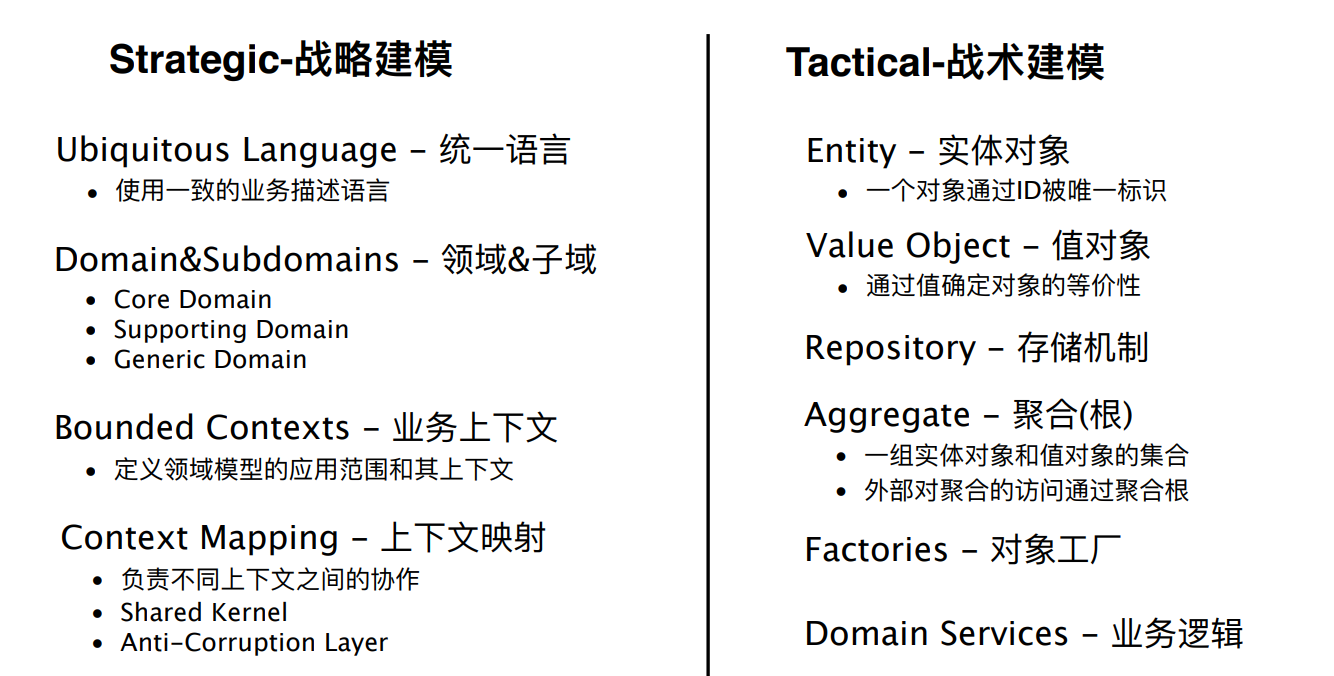 Strategic-战略建模
Ubiquitous Language – 统一语言
• 使用一致的业务描述语言
Domain&Subdomains – 领域&子域
• Core Domain
• Supporting Domain
• Generic Domain
Bounded Contexts – 业务上下文
• 定义领域模型的应用范围和其上下文
Context Mapping – 上下文映射
• 负责不同上下文之间的协作
• Shared Kernel
• Anti-Corruption Layer
Tactical-战术建模
Entity – 实体对象
• 一个对象通过ID被唯一标识
Value Object – 值对象
• 通过值确定对象的等价性
Repository – 存储机制
Aggregate – 聚合(根)
• 一组实体对象和值对象的集合
• 外部对聚合的访问通过聚合根
Factories – 对象工厂
Domain Services – 业务逻辑